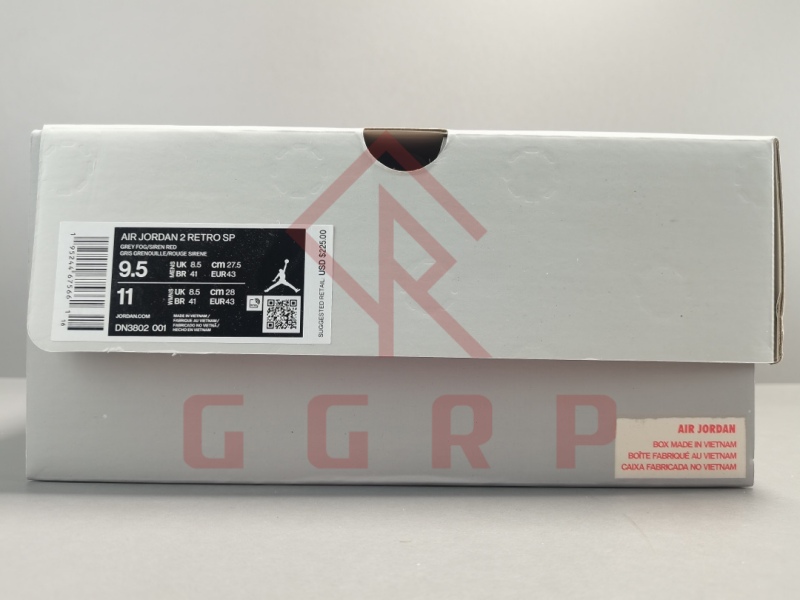 AIR JORDAN 2 RETRO SP
GREY FOG/SIREN RED
GRIS GRENOUILLE/ROUGE SIRENE
9.5 MENS UK 8.5 cm 27.5
BR 41 EUR 43
11 WMNS UK 8.5 cm 28
BR 41 EUR 43
JORDAN.COM
MADE IN VIETNAM /
FABRIQUE AU VIETNAM /
FABRICADO NO VIETNÃ /
HECHO EN VIETNAM
DN3802 001
SUGGESTED RETAIL USD $225.00
GGRP
AIR JORDAN
BOX MADE IN VIETNAM
BOÎTE FABRIQUÉ AU VIETNAM
CAIXA FABRICADA NO VIETNAM